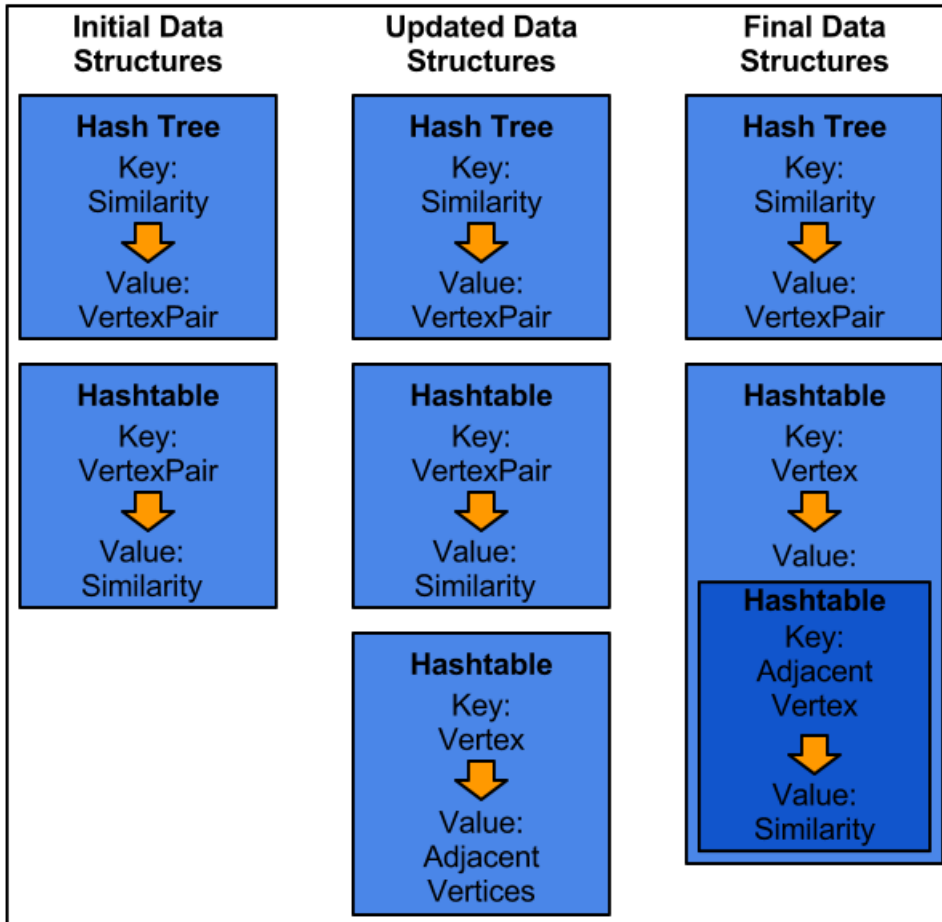 Initial Data
Structures
Hash Tree
Key:
Similarity
Value:
VertexPair
Hashtable
Key:
VertexPair
Value:
Similarity
Updated Data
Structures
Hash Tree
Key:
Similarity
Value:
VertexPair
Hashtable
Key:
VertexPair
Value:
Similarity
Hashtable
Key:
Vertex
Value:
Adjacent
Vertices
Final Data
Structures
Hash Tree
Key:
Similarity
Value:
VertexPair
Hashtable
Key:
Vertex
Value:
Hashtable
Key:
Adjacent
Vertex
Value:
Similarity